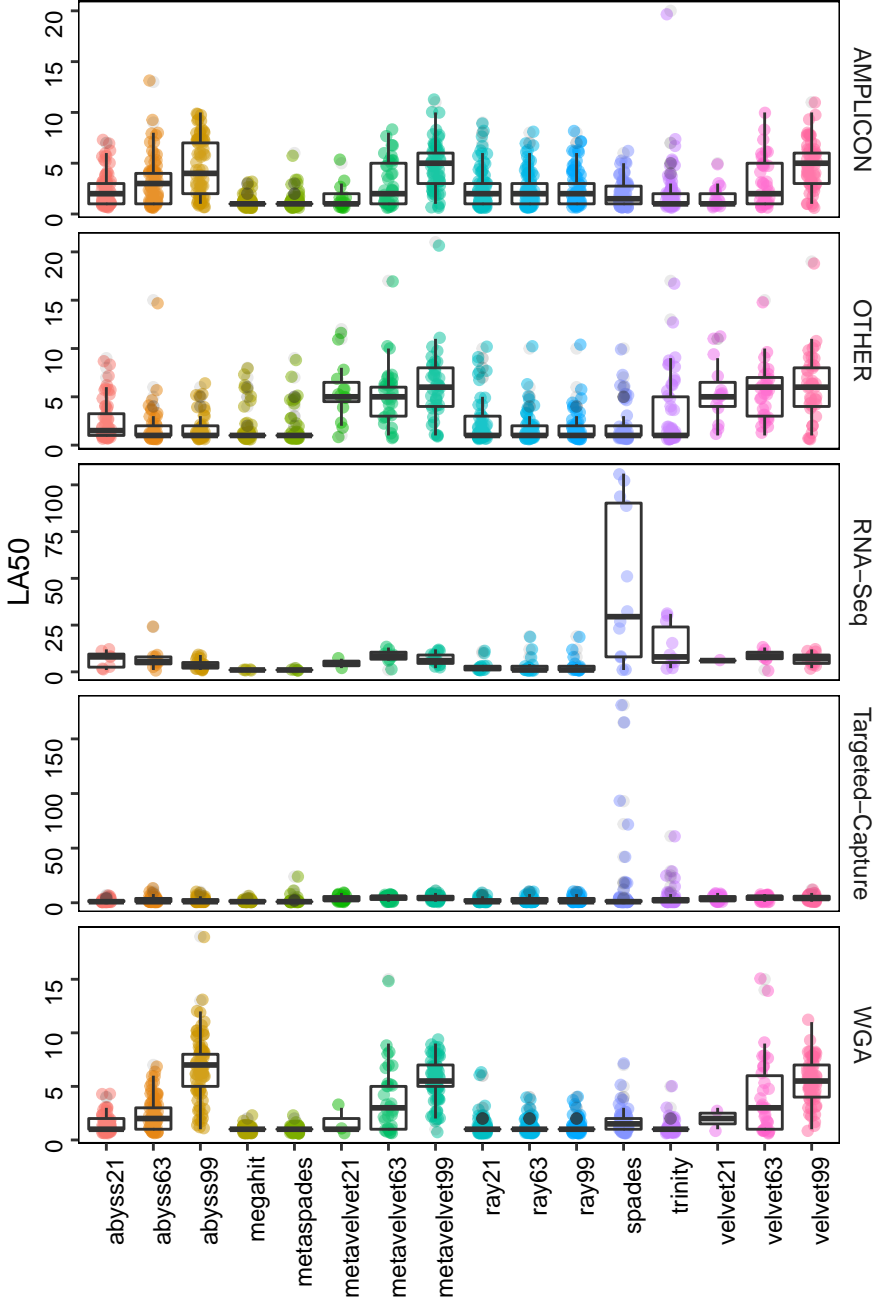 LA50
20
15
10
5
0
AMPLICON
20
15
10
5
0
OTHER
100
75
50
25
0
RNA−Seq
150
100
50
0
Targeted−Capture
15
10
5
0
WGA
abyss21
abyss63
abyss99
megahit
metaspades
metavelvet21
metavelvet63
metavelvet99
ray21
ray63
ray99
spades
trinity
velvet21
velvet63
velvet99